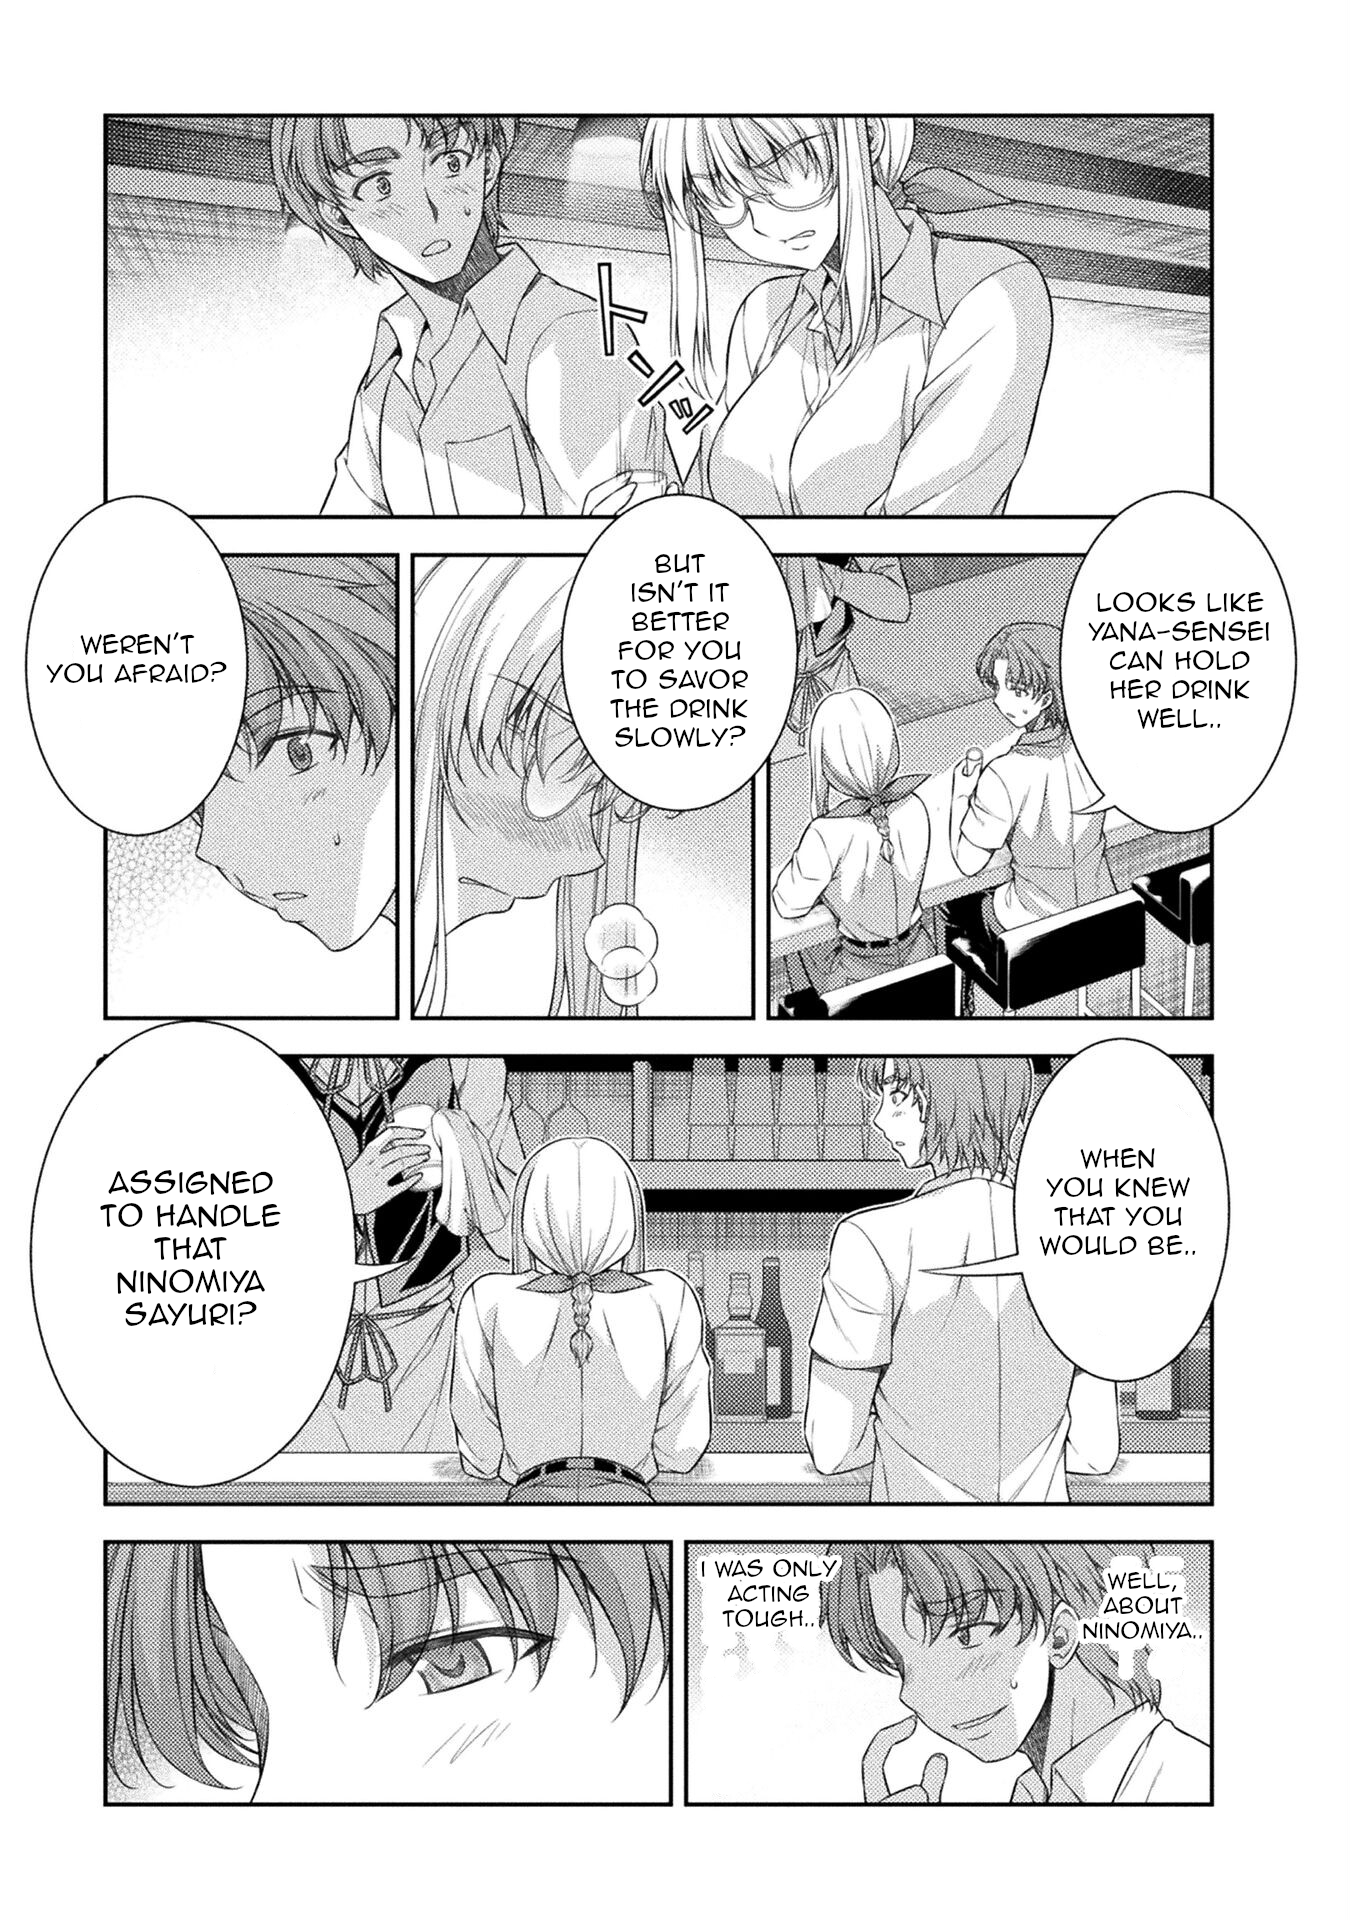 トンッ
LOOKS LIKE
YANA-SENSEI
CAN HOLD
HER DRINK
WELL..
BUT
ISN'T IT
BETTER
FOR YOU
TO SAVOR
THE DRINK
SLOWLY?
WEREN'T
YOU AFRAID?
WHEN
YOU KNEW
THAT YOU
WOULD BE..
ASSIGNED
TO HANDLE
THAT
NINOMIYA
SAYURI?
WELL,
ABOUT
NINOMIYA..
I WAS ONLY
ACTING
TOUGH..